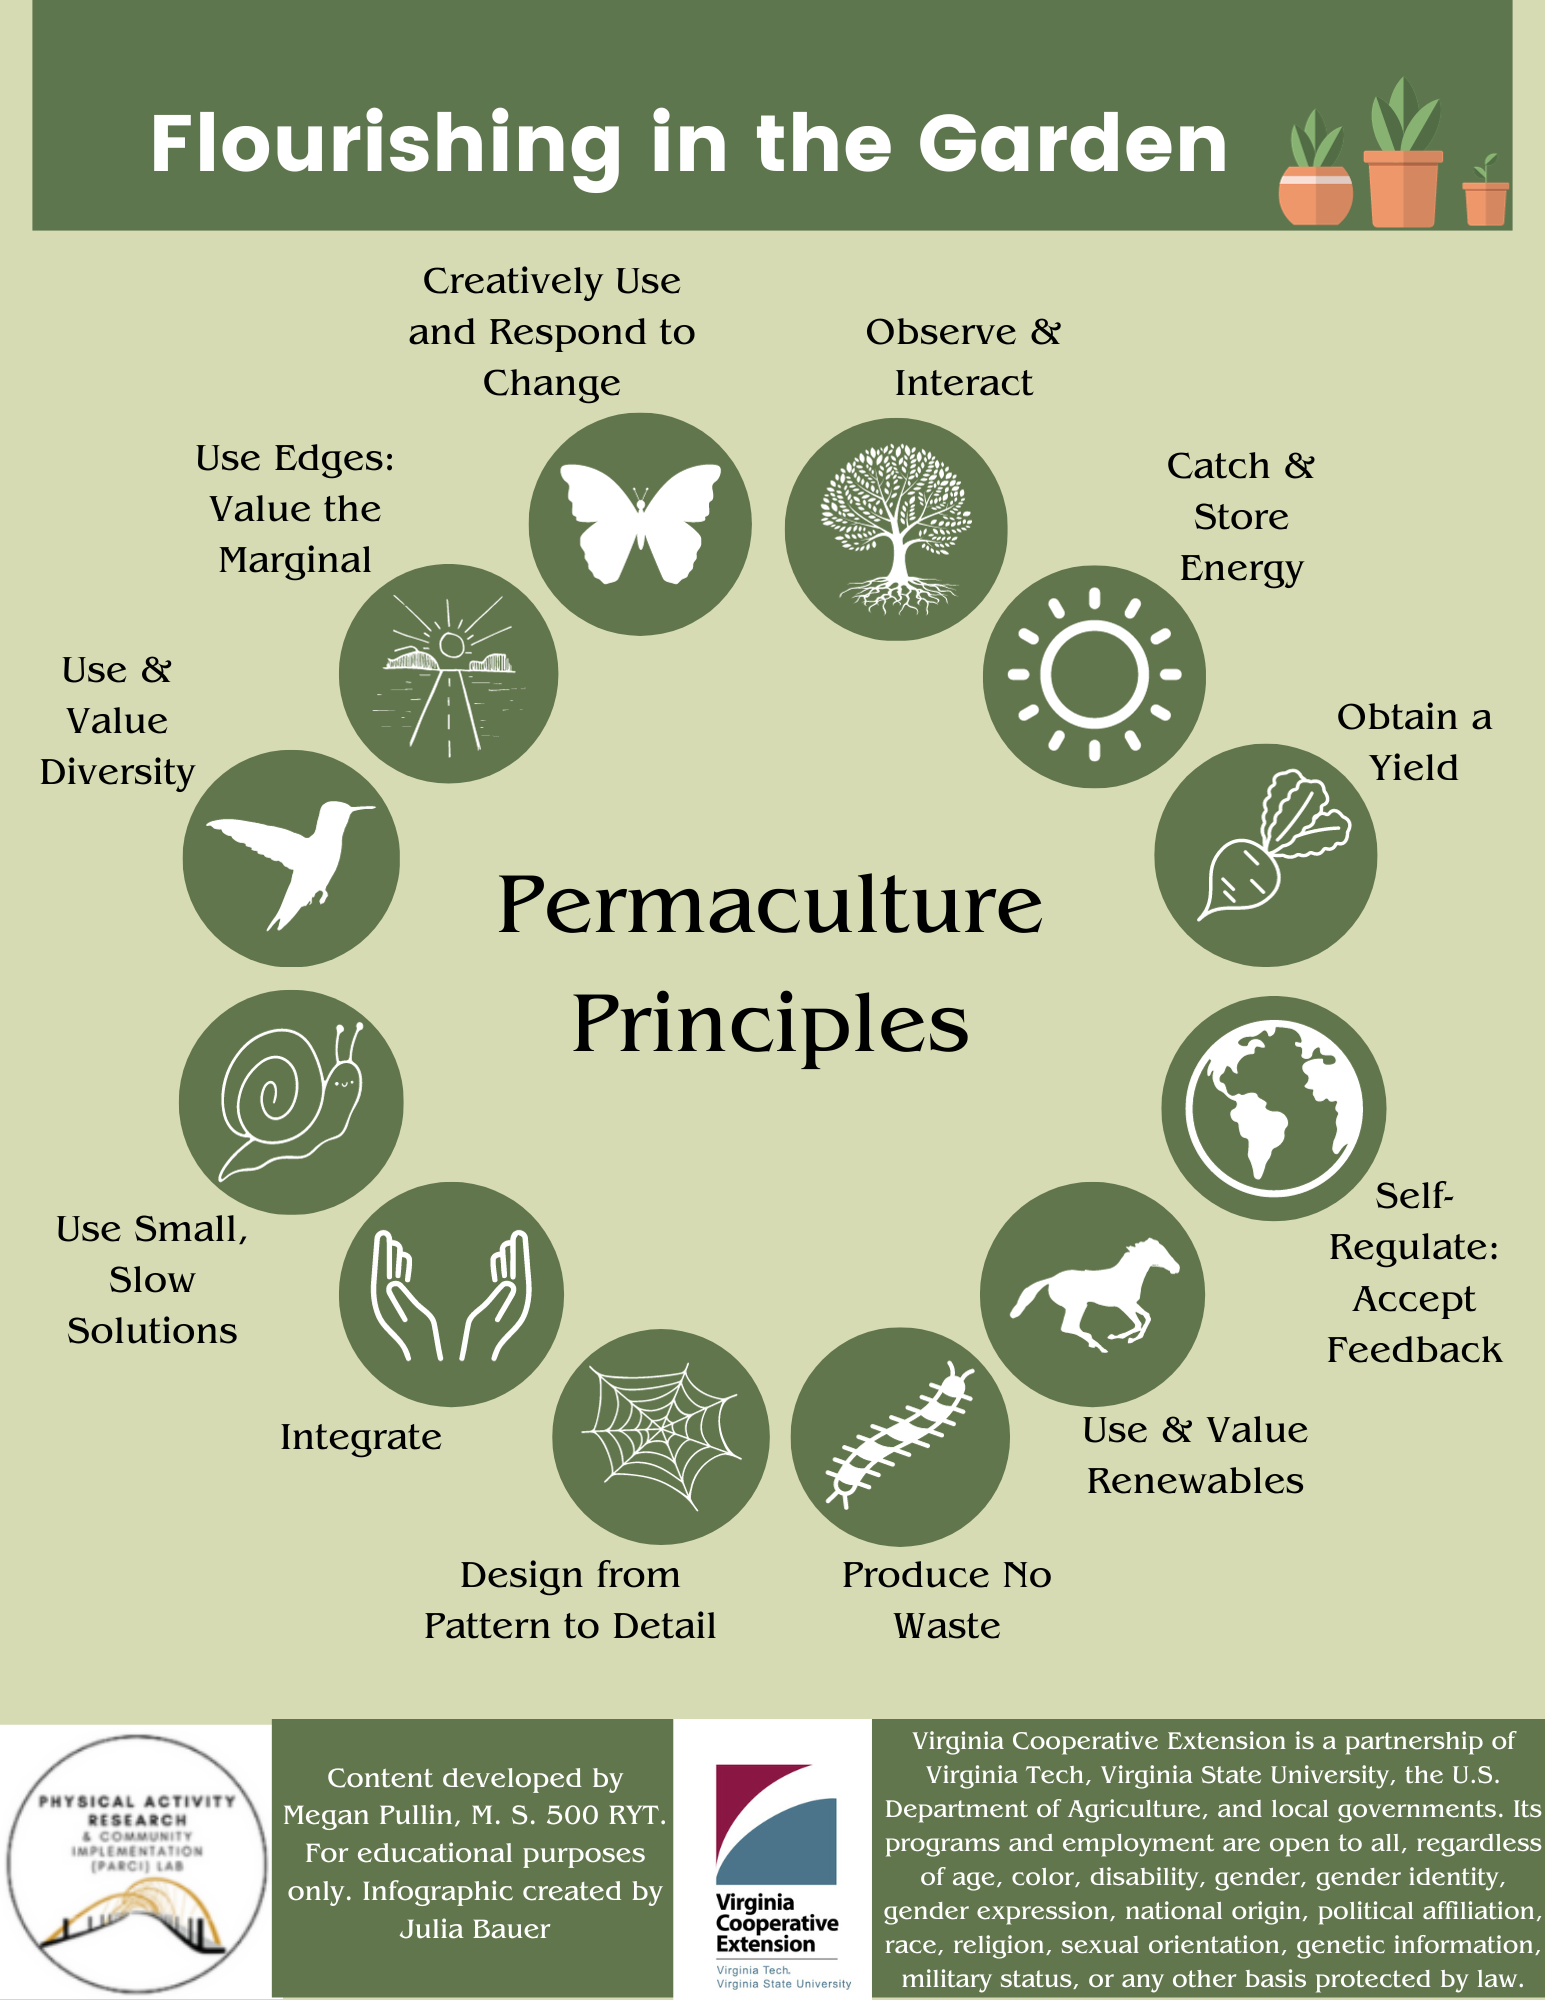 Flourishing in the Garden
Creatively Use
and Respond to
Change
Observe &
Interact
Catch &
Store
Energy
Obtain a
Yield
Self-
Regulate:
Accept
Feedback
Use & Value
Renewables
Produce No
Waste
Design from
Pattern to Detail
Integrate
Use Small,
Slow
Solutions
Use &
Value
Diversity
Use Edges:
Value the
Marginal
Permaculture
Principles
PHYSICAL ACTIVITY
RESEARCH
& COMMUNITY
IMPLEMENTATION
(PARCI) LAB
Content developed by
Megan Pullin, M. S. 500 RYT.
For educational purposes
only. Infographic created by
Julia Bauer
Virginia
Cooperative
Extension
Virginia Tech.
Virginia State University
Virginia Cooperative Extension is a partnership of
Virginia Tech, Virginia State University, the U.S.
Department of Agriculture, and local governments. Its
programs and employment are open to all, regardless
of age, color, disability, gender, gender identity,
gender expression, national origin, political affiliation,
race, religion, sexual orientation, genetic information,
military status, or any other basis protected by law.